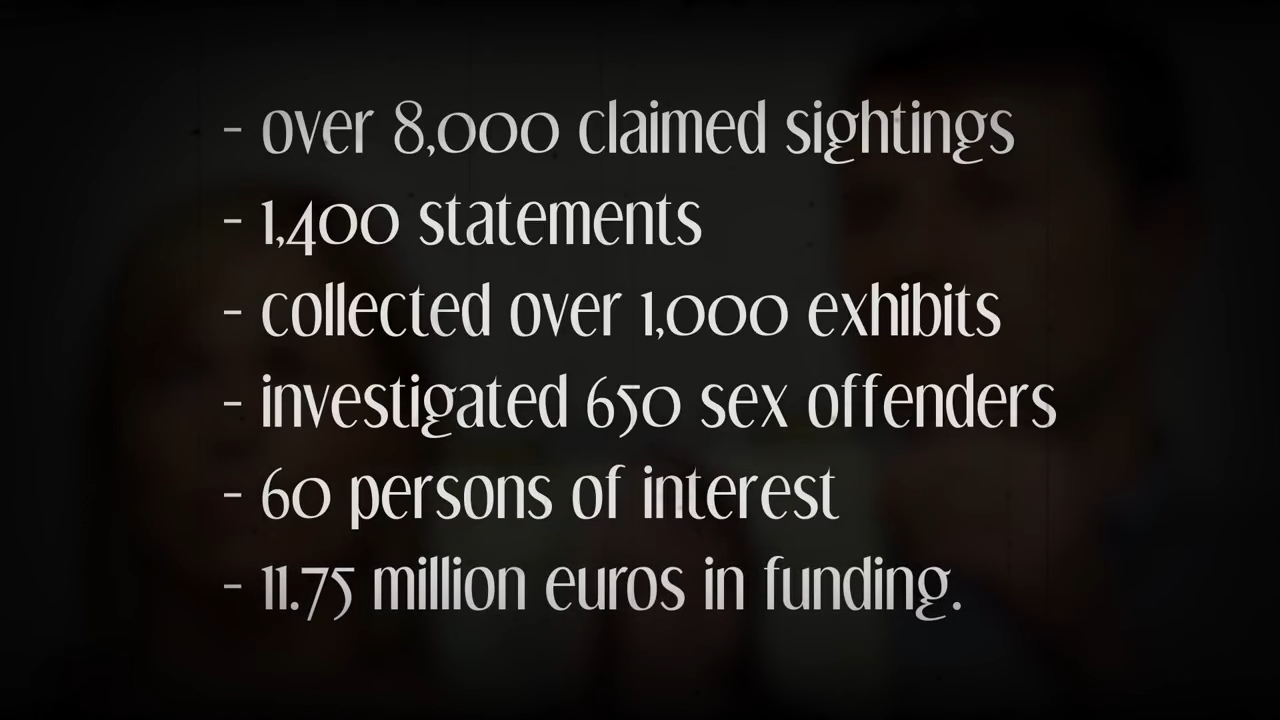 - over 8,000 claimed sightings
- 1,400 statements
- collected over 1,000 exhibits
- investigated 650 sex offenders
- 60 persons of interest
- 11.75 million euros in funding.